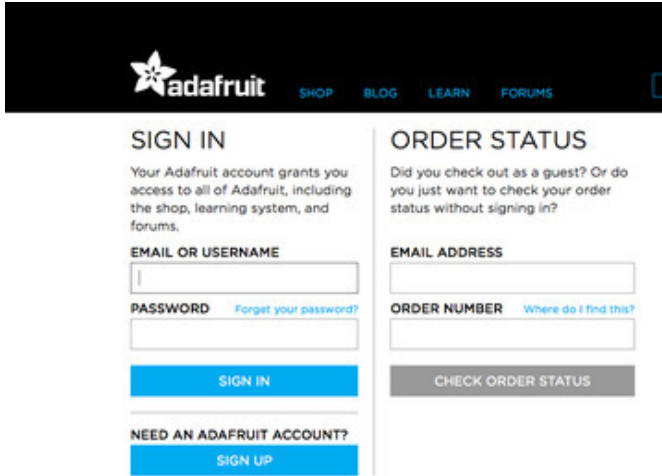 adafruit SHOP BLOG LEARN FORUMS
SIGN IN
Your Adafruit account grants you
access to all of Adafruit, including
the shop, learning system, and
forums.
EMAIL OR USERNAME
PASSWORD Forget your password?
SIGN IN
NEED AN ADAFRUIT ACCOUNT?
SIGN UP
ORDER STATUS
Did you check out as a guest? Or do
you just want to check your order
status without signing in?
EMAIL ADDRESS
ORDER NUMBER Where do I find this?
CHECK ORDER STATUS